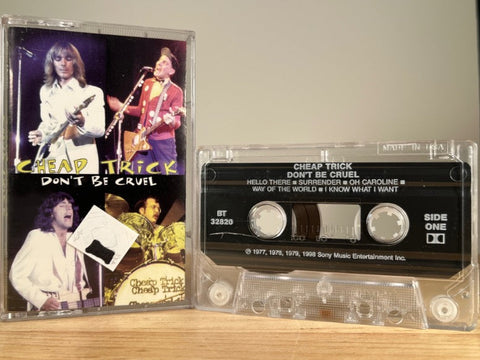 CHEAP TRICK
DON'T BE CRUEL
Cheap Trick
Cheap Trick
MADE IN U.S.A.
CHEAP TRICK
DON'T BE CRUEL
HELLO THERE ■ SURRENDER ■ OH CAROLINE ■
WAY OF THE WORLD ■ I KNOW WHAT I WANT
BT
32820
SIDE
ONE
℗ 1977, 1978, 1979, 1998 Sony Music Entertainment Inc.